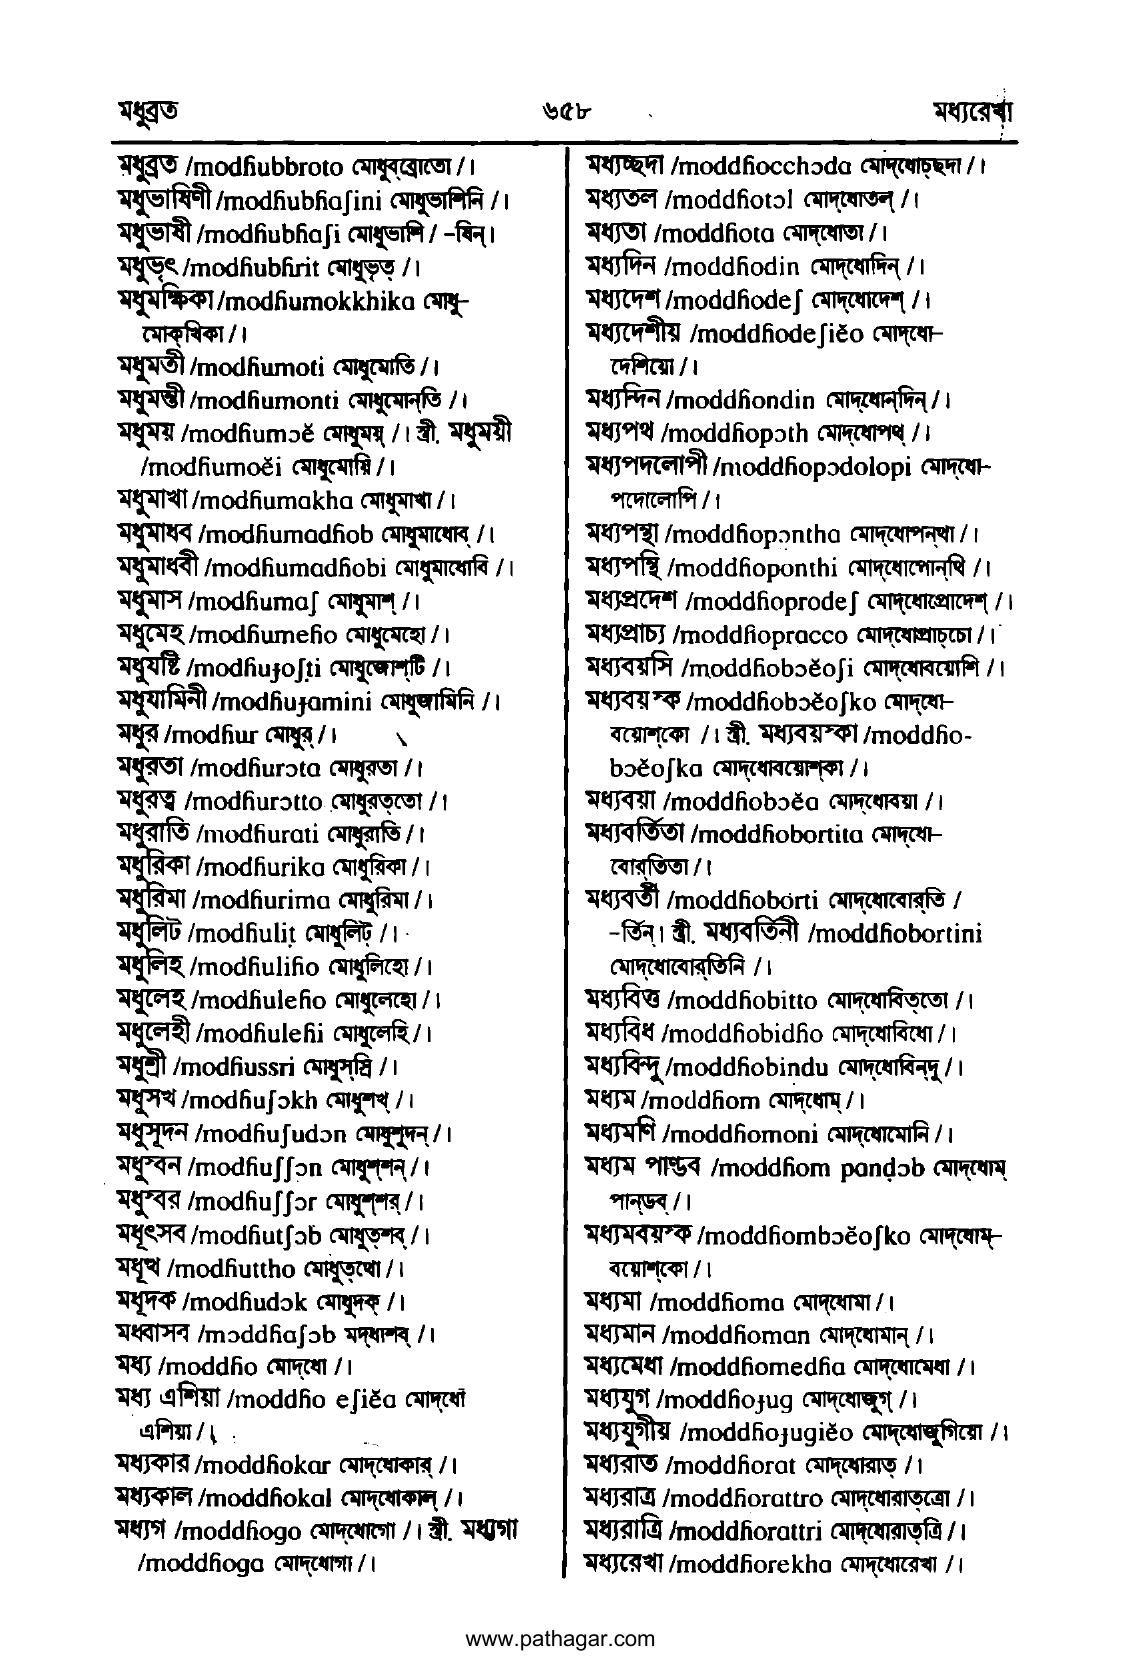 মধুব্রত ৬৫৮ মধ্যরেখা
মধুব্রত /modɦubbroto মোধুব্‌ব্রোতো /।
মধুভাষিণী /modɦubɦaʃini মোধুভাশিনি /।
মধুভাষী /modɦubɦaʃi মোধুভাশি / -ষিন্।
মধুভৃৎ /modɦubɦrit মোধুভৃত্ /।
মধুমক্ষিকা /modɦumokkhika মোধু–
মোক্‌খিকা /।
মধুমতী /modɦumoti মোধুমোতি /।
মধুমন্তী /modɦumonti মোধুমোন্‌তি /।
মধুময় /modɦumɔĕ মোধুময়্ /। স্ত্রী. মধুময়ী
/modɦumoĕi মোধুমোয়ি /।
মধুমাখা /modɦumakha মোধুমাখা /।
মধুমাধব /modɦumadɦob মোধুমাধোব্ /।
মধুমাধবী /modɦumadɦobi মোধুমাধোবি /।
মধুমাস /modɦumaʃ মোধুমাশ্ /।
মধুমেহ /modɦumeɦo মোধুমেহো /।
মধুযষ্টি /modɦuɟoʃti মোধুজোশ্‌টি /।
মধুযামিনী /modɦuɟamini মোধুজামিনি /।
মধুর /modɦur মোধুর্ /।
মধুরতা /modɦurɔta মোধুরতা /।
মধুরত্ব /modɦurɔtto মোধুরত্‌তো /।
মধুরাতি /modɦurati মোধুরাতি /।
মধুরিকা /modɦurika মোধুরিকা /।
মধুরিমা /modɦurima মোধুরিমা /।
মধুলিট /modɦuliṭ মোধুলিট্ /।
মধুলিহ /modɦuliɦo মোধুলিহো /।
মধুলেহ /modɦuleɦo মোধুলেহো /।
মধুলেহী /modɦuleɦi মোধুলেহি /।
মধুশ্রী /modɦussri মোধুস্‌স্রি /।
মধুসখ /modɦuʃɔkh মোধুশখ্ /।
মধুসূদন /modɦuʃudɔn মোধুশুদন্ /।
মধুস্বন /modɦuʃʃɔn মোধুশ্‌শন্ /।
মধুস্বর /modɦuʃʃɔr মোধুশ্‌শর্ /।
মধূৎসব /modɦutʃɔb মোধুত্‌শব্ /।
মধূত্থ /modɦuttho মোধুত্‌থো /।
মধূদক /modɦudɔk মোধুদক্ /।
মধ্বাসব /mɔddɦaʃɔb মদ্‌ধাশব্ /।
মধ্য /moddɦo মোদ্‌ধো /।
মধ্য এশিয়া /moddɦo eʃiĕa মোদ্‌ধো
এশিয়া /।
মধ্যকার /moddɦokar মোদ্‌ধোকার্ /।
মধ্যকাল /moddɦokal মোদ্‌ধোকাল্ /।
মধ্যগ /moddɦogo মোদ্‌ধোগো /। স্ত্রী. মধ্যগা
/moddɦoga মোদ্‌ধোগা /।
মধ্যচ্ছদা /moddɦocchɔda মোদ্‌ধোচ্‌ছদা /।
মধ্যতল /moddɦotɔl মোদ্‌ধোতল্ /।
মধ্যতা /moddɦota মোদ্‌ধোতা /।
মধ্যদিন /moddɦodin মোদ্‌ধোদিন্ /।
মধ্যদেশ /moddɦodeʃ মোদ্‌ধোদেশ্ /।
মধ্যদেশীয় /moddɦodeʃiĕo মোদ্‌ধো–
দেশিয়ো /।
মধ্যন্দিন /moddɦondin মোদ্‌ধোন্‌দিন্ /।
মধ্যপথ /moddɦopɔth মোদ্‌ধোপথ্ /।
মধ্যপদলোপী /moddɦopɔdolopi মোদ্‌ধো–
পদোলোপি /।
মধ্যপন্থা /moddɦopɔntha মোদ্‌ধোপন্‌থা /।
মধ্যপন্থি /moddɦoponthi মোদ্‌ধোপোন্‌থি /।
মধ্যপ্রদেশ /moddɦoprodeʃ মোদ্‌ধোপ্রোদেশ্ /।
মধ্যপ্রাচ্য /moddɦopracco মোদ্‌ধোপ্রাচ্‌চো /।
মধ্যবয়সি /moddɦobɔĕoʃi মোদ্‌ধোবয়োশি /।
মধ্যবয়স্ক /moddɦobɔĕoʃko মোদ্‌ধো–
বয়োশ্‌কো /। স্ত্রী. মধ্যবয়স্কা /moddɦo-
bɔĕoʃka মোদ্‌ধোবয়োশ্‌কা /।
মধ্যবয়া /moddɦobɔĕa মোদ্‌ধোবয়া /।
মধ্যবর্তিতা /moddɦobortita মোদ্‌ধো–
বোর্‌তিতা /।
মধ্যবর্তী /moddɦoborti মোদ্‌ধোবোর্‌তি /
-র্তিন্। স্ত্রী. মধ্যবর্তিনী /moddɦobortini
মোদ্‌ধোবোর্‌তিনি /।
মধ্যবিত্ত /moddɦobitto মোদ্‌ধোবিত্‌তো /।
মধ্যবিধ /moddɦobidɦo মোদ্‌ধোবিধো /।
মধ্যবিন্দু /moddɦobindu মোদ্‌ধোবিন্‌দু /।
মধ্যম /moddɦom মোদ্‌ধোম্ /।
মধ্যমণি /moddɦomoni মোদ্‌ধোমোনি /।
মধ্যম পাণ্ডব /moddɦom panḍɔb মোদ্‌ধোম্
পান্‌ডব্ /।
মধ্যমবয়স্ক /moddɦombɔĕoʃko মোদ্‌ধোম্–
বয়োশ্‌কো /।
মধ্যমা /moddɦoma মোদ্‌ধোমা /।
মধ্যমান /moddɦoman মোদ্‌ধোমান্ /।
মধ্যমেধা /moddɦomedɦa মোদ্‌ধোমেধা /।
মধ্যযুগ /moddɦoɟug মোদ্‌ধোজুগ্ /।
মধ্যযুগীয় /moddɦoɟugiĕo মোদ্‌ধোজুগিয়ো /।
মধ্যরাত /moddɦorat মোদ্‌ধোরাত্ /।
মধ্যরাত্র /moddɦorattro মোদ্‌ধোরাত্‌ত্রো /।
মধ্যরাত্রি /moddɦorattri মোদ্‌ধোরাত্‌ত্রি /।
মধ্যরেখা /moddɦorekha মোদ্‌ধোরেখা /।
www.pathagar.com